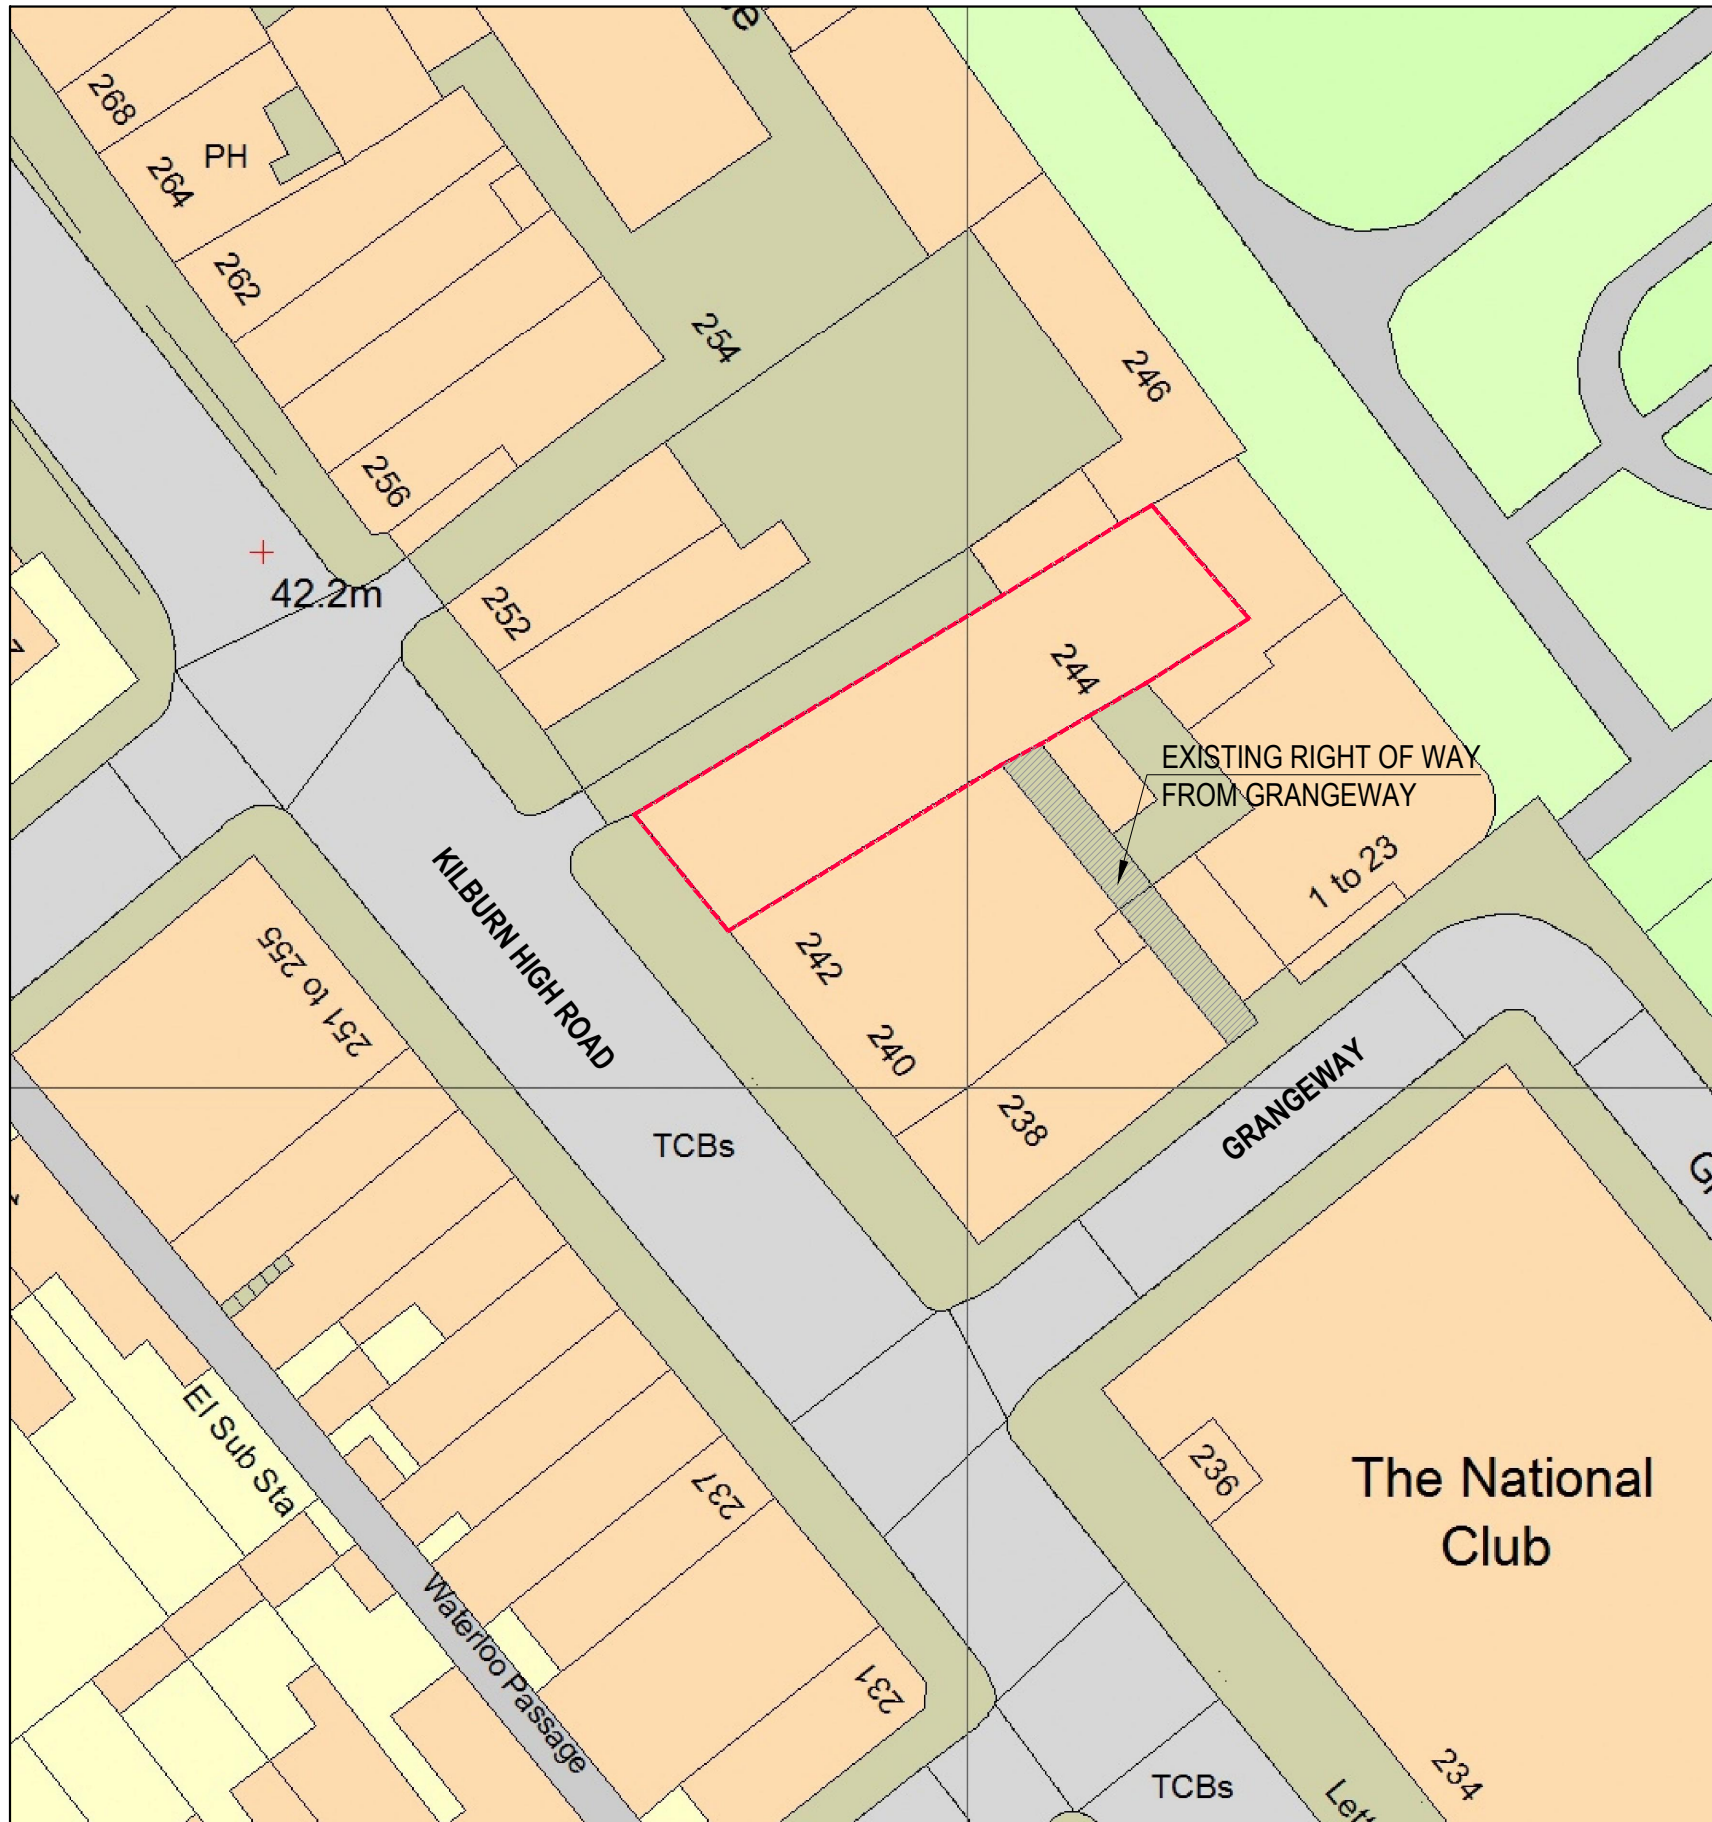 268
PH
264
262
254
246
256
42.2m
252
244
EXISTING RIGHT OF WAY
FROM GRANGEWAY
1 to 23
KILBURN HIGH ROAD
251 to 255
242
240
GRANGEWAY
238
TCBs
El Sub Sta
237
236
The National
Club
Waterloo Passage
231
234
TCBs